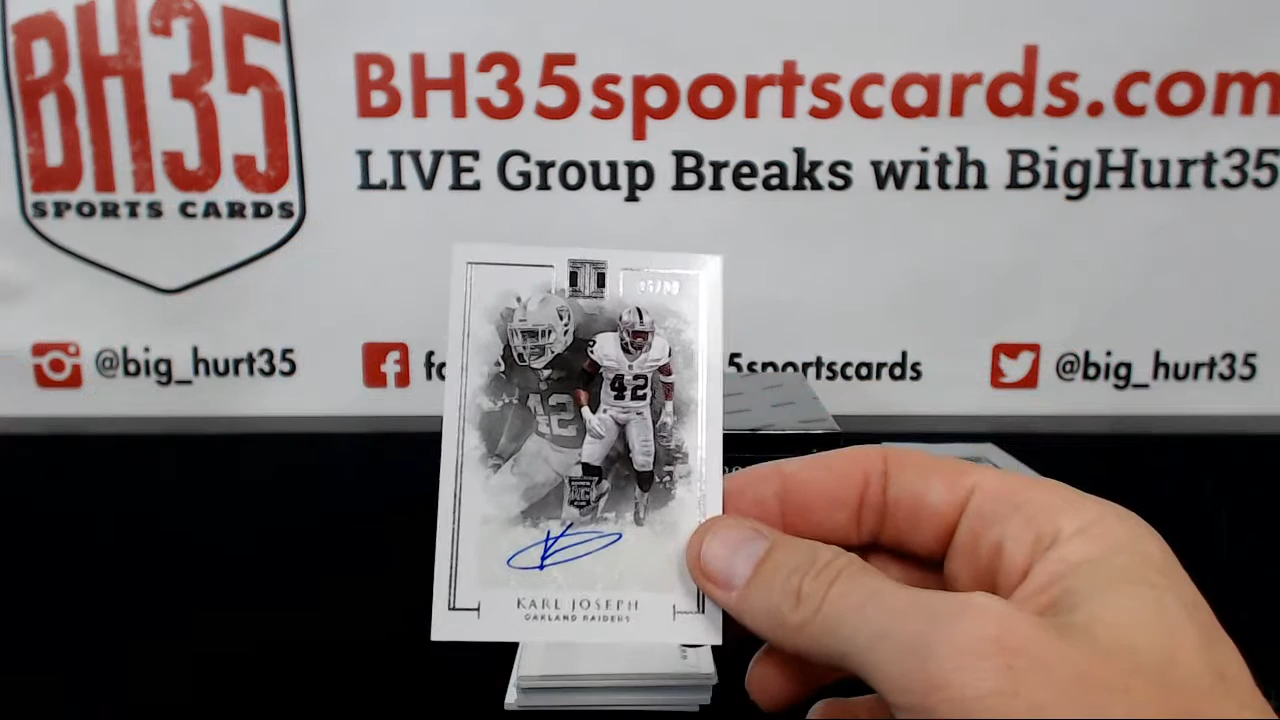 BH35
SPORTS CARDS
BH35sportscards.com
LIVE Group Breaks with BigHurt35
@big_hurt35
5sportscards
@big_hurt35
42
42
KARL JOSEPH
OAKLAND RAIDERS